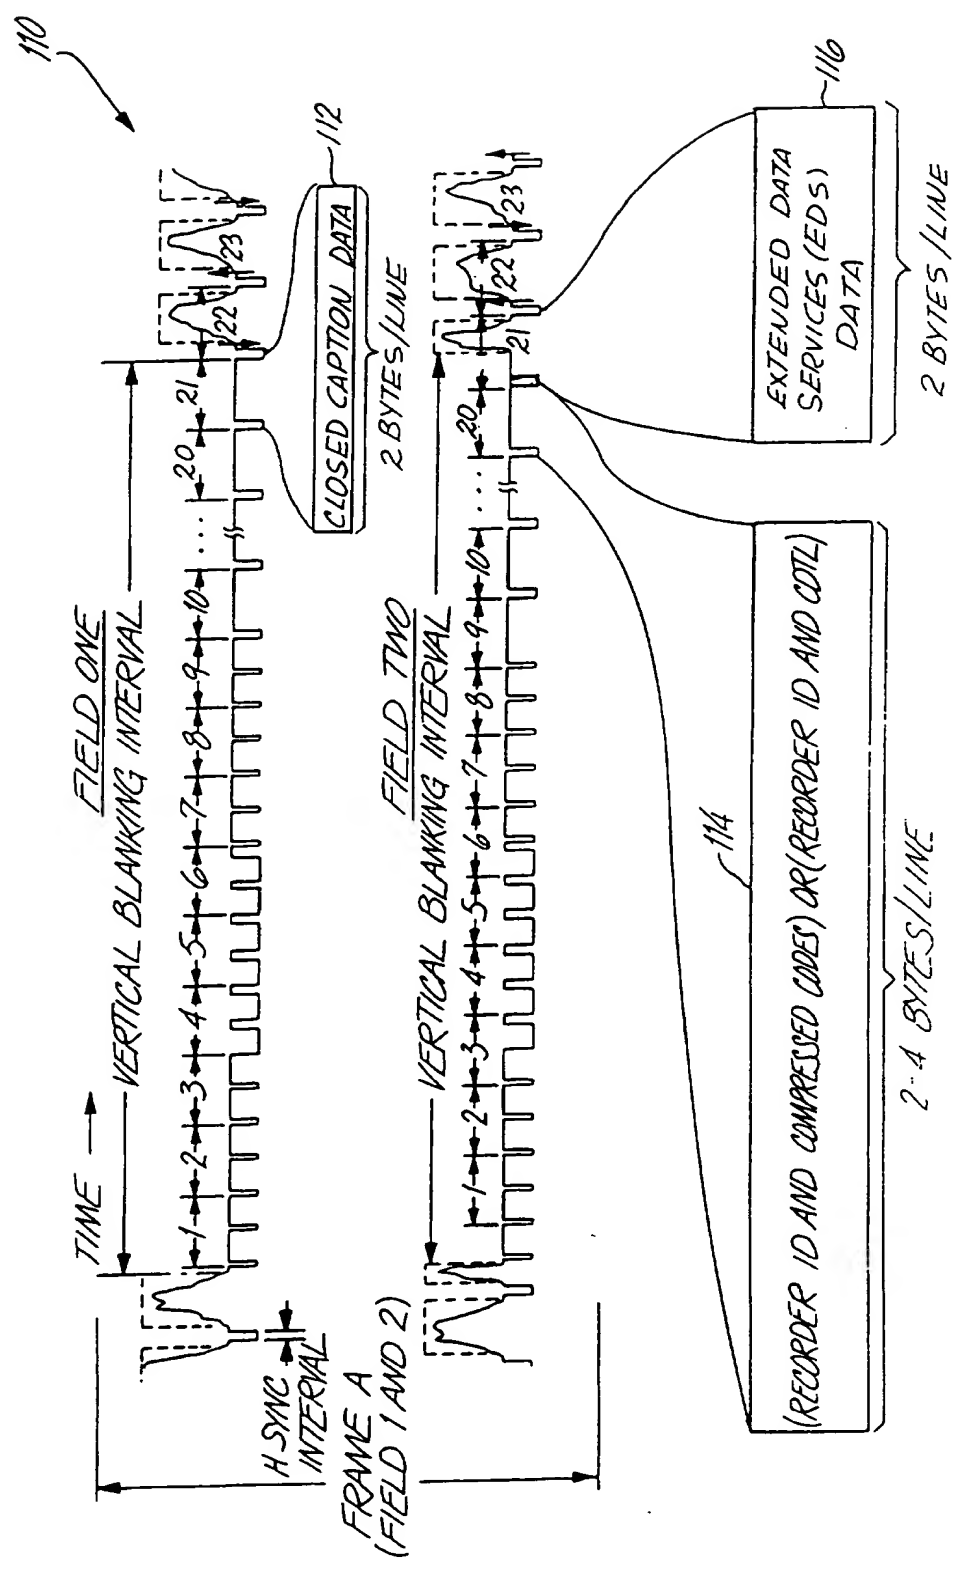 110
TIME
FIELD ONE
VERTICAL BLANKING INTERVAL
1 2 3 4 5 6 7 8 9 10 .... 20 21 22 23
112
CLOSED CAPTION DATA
2 BYTES/LINE
H SYNC
INTERVAL
FRAME A
(FIELD 1 AND 2)
FIELD TWO
VERTICAL BLANKING INTERVAL
1 2 3 4 5 6 7 8 9 10 .... 20 21 22 23
114
(RECORDER ID AND COMPRESSED CODES) OR (RECORDER ID AND CDTL)
2-4 BYTES/LINE
116
EXTENDED DATA
SERVICES (EDS)
DATA
2 BYTES/LINE